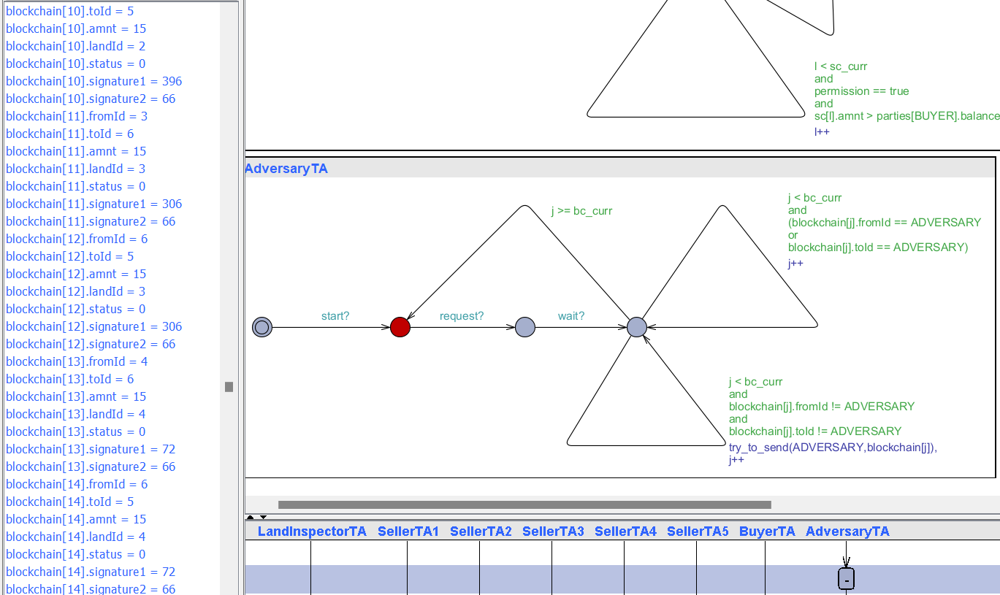 blockchain[10].toId = 5
blockchain[10].amnt = 15
blockchain[10].landId = 2
blockchain[10].status = 0
blockchain[10].signature1 = 396
blockchain[10].signature2 = 66
blockchain[11].fromId = 3
blockchain[11].toId = 6
blockchain[11].amnt = 15
blockchain[11].landId = 3
blockchain[11].status = 0
blockchain[11].signature1 = 306
blockchain[11].signature2 = 66
blockchain[12].fromId = 6
blockchain[12].toId = 5
blockchain[12].amnt = 15
blockchain[12].landId = 3
blockchain[12].status = 0
blockchain[12].signature1 = 306
blockchain[12].signature2 = 66
blockchain[13].fromId = 4
blockchain[13].toId = 6
blockchain[13].amnt = 15
blockchain[13].landId = 4
blockchain[13].status = 0
blockchain[13].signature1 = 72
blockchain[13].signature2 = 66
blockchain[14].fromId = 6
blockchain[14].toId = 5
blockchain[14].amnt = 15
blockchain[14].landId = 4
blockchain[14].status = 0
blockchain[14].signature1 = 72
blockchain[14].signature2 = 66
l < sc_curr
and
permission == true
and
sc[l].amnt > parties[BUYER].balance
l++
AdversaryTA
j >= bc_curr
j < bc_curr
and
(blockchain[j].fromId == ADVERSARY
or
blockchain[j].toId == ADVERSARY)
j++
start?
request?
wait?
j < bc_curr
and
blockchain[j].fromId != ADVERSARY
and
blockchain[j].toId != ADVERSARY
try_to_send(ADVERSARY,blockchain[j]),
j++
LandInspectorTA SellerTA1 SellerTA2 SellerTA3 SellerTA4 SellerTA5 BuyerTA AdversaryTA
-